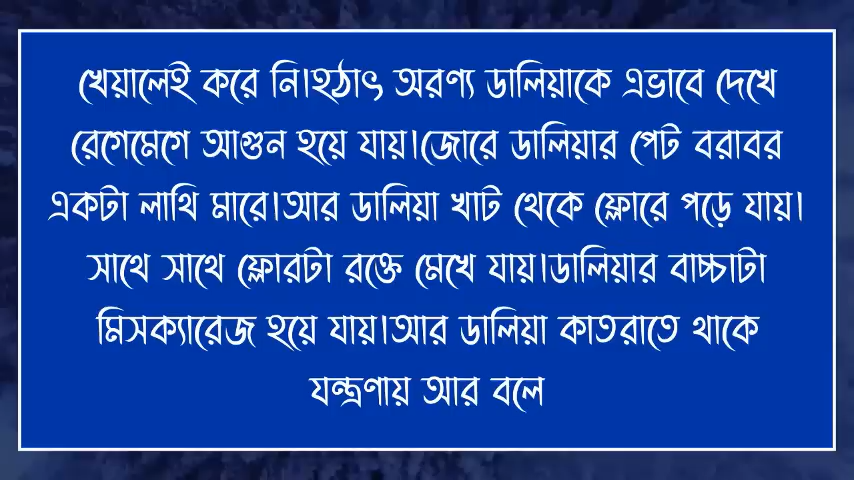 খেয়ালেই করে নি।হঠাৎ অরণ্য ডালিয়াকে এভাবে দেখে
রেগেমেগে আগুন হয়ে যায়।জোরে ডালিয়ার পেট বরাবর
একটা লাথি মারে।আর ডালিয়া খাট থেকে ফ্লোরে পড়ে যায়।
সাথে সাথে ফ্লোরটা রক্তে মেখে যায়।ডালিয়ার বাচ্চাটা
মিসক্যারেজ হয়ে যায়।আর ডালিয়া কাতরাতে থাকে
যন্ত্রণায় আর বলে